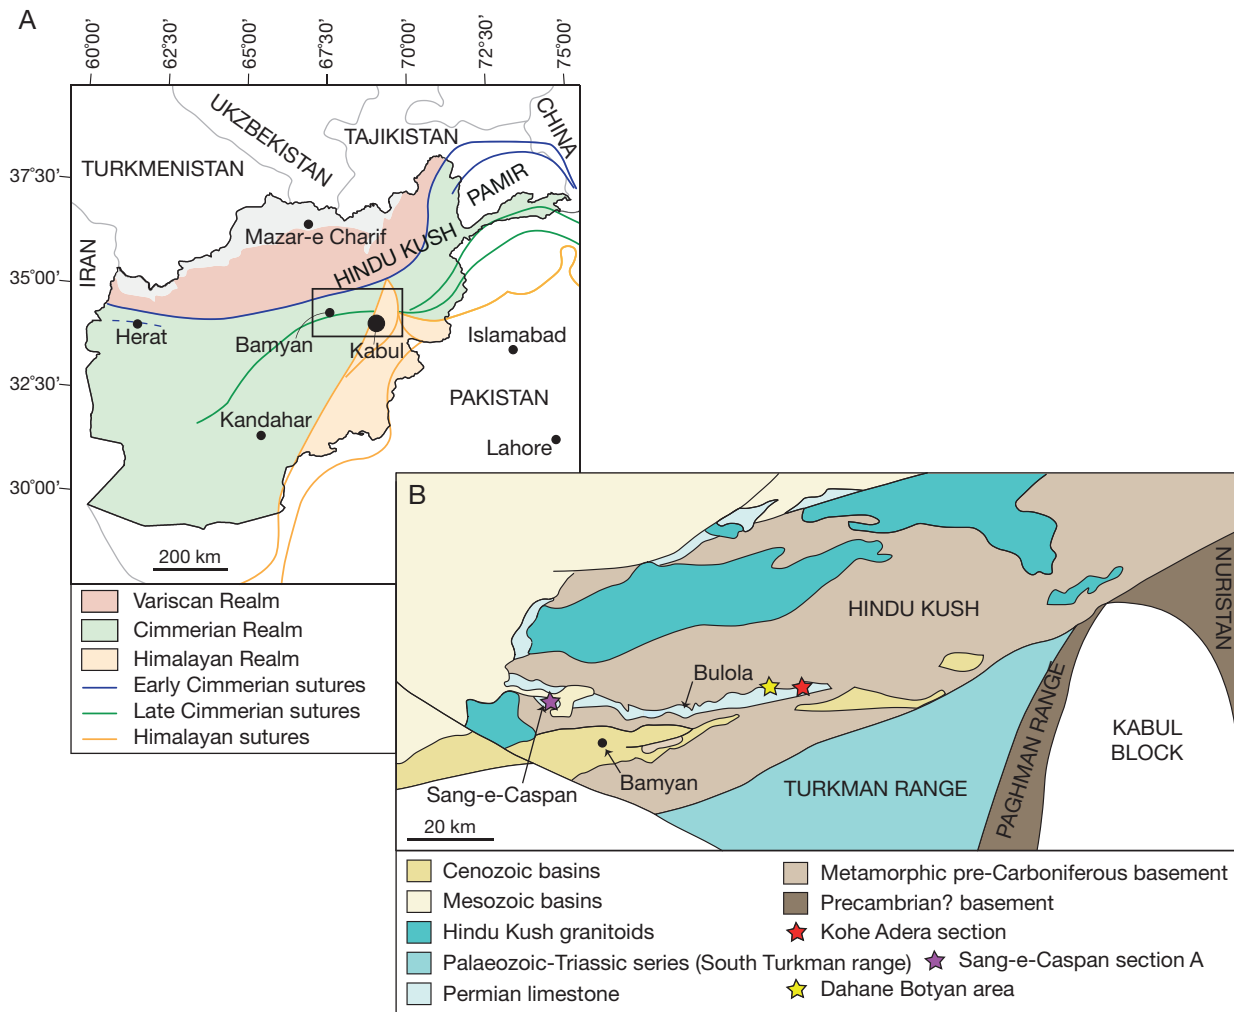 A
60°00'
62°30'
65°00'
67°30'
70°00'
72°30'
75°00'
37°30'
35°00'
32°30'
30°00'
UKZBEKISTAN
TAJIKISTAN
CHINA
TURKMENISTAN
PAMIR
IRAN
Mazar-e Charif
HINDU KUSH
Herat
Bamyan
Kabul
Islamabad
PAKISTAN
Kandahar
Lahore
200 km
Variscan Realm
Cimmerian Realm
Himalayan Realm
Early Cimmerian sutures
Late Cimmerian sutures
Himalayan sutures
B
HINDU KUSH
NURISTAN
Bulola
PAGHMAN RANGE
KABUL
BLOCK
Bamyan
TURKMAN RANGE
Sang-e-Caspan
20 km
Cenozoic basins
Mesozoic basins
Hindu Kush granitoids
Palaeozoic-Triassic series (South Turkman range)
Permian limestone
Metamorphic pre-Carboniferous basement
Precambrian? basement
Kohe Adera section
Sang-e-Caspan section A
Dahane Botyan area